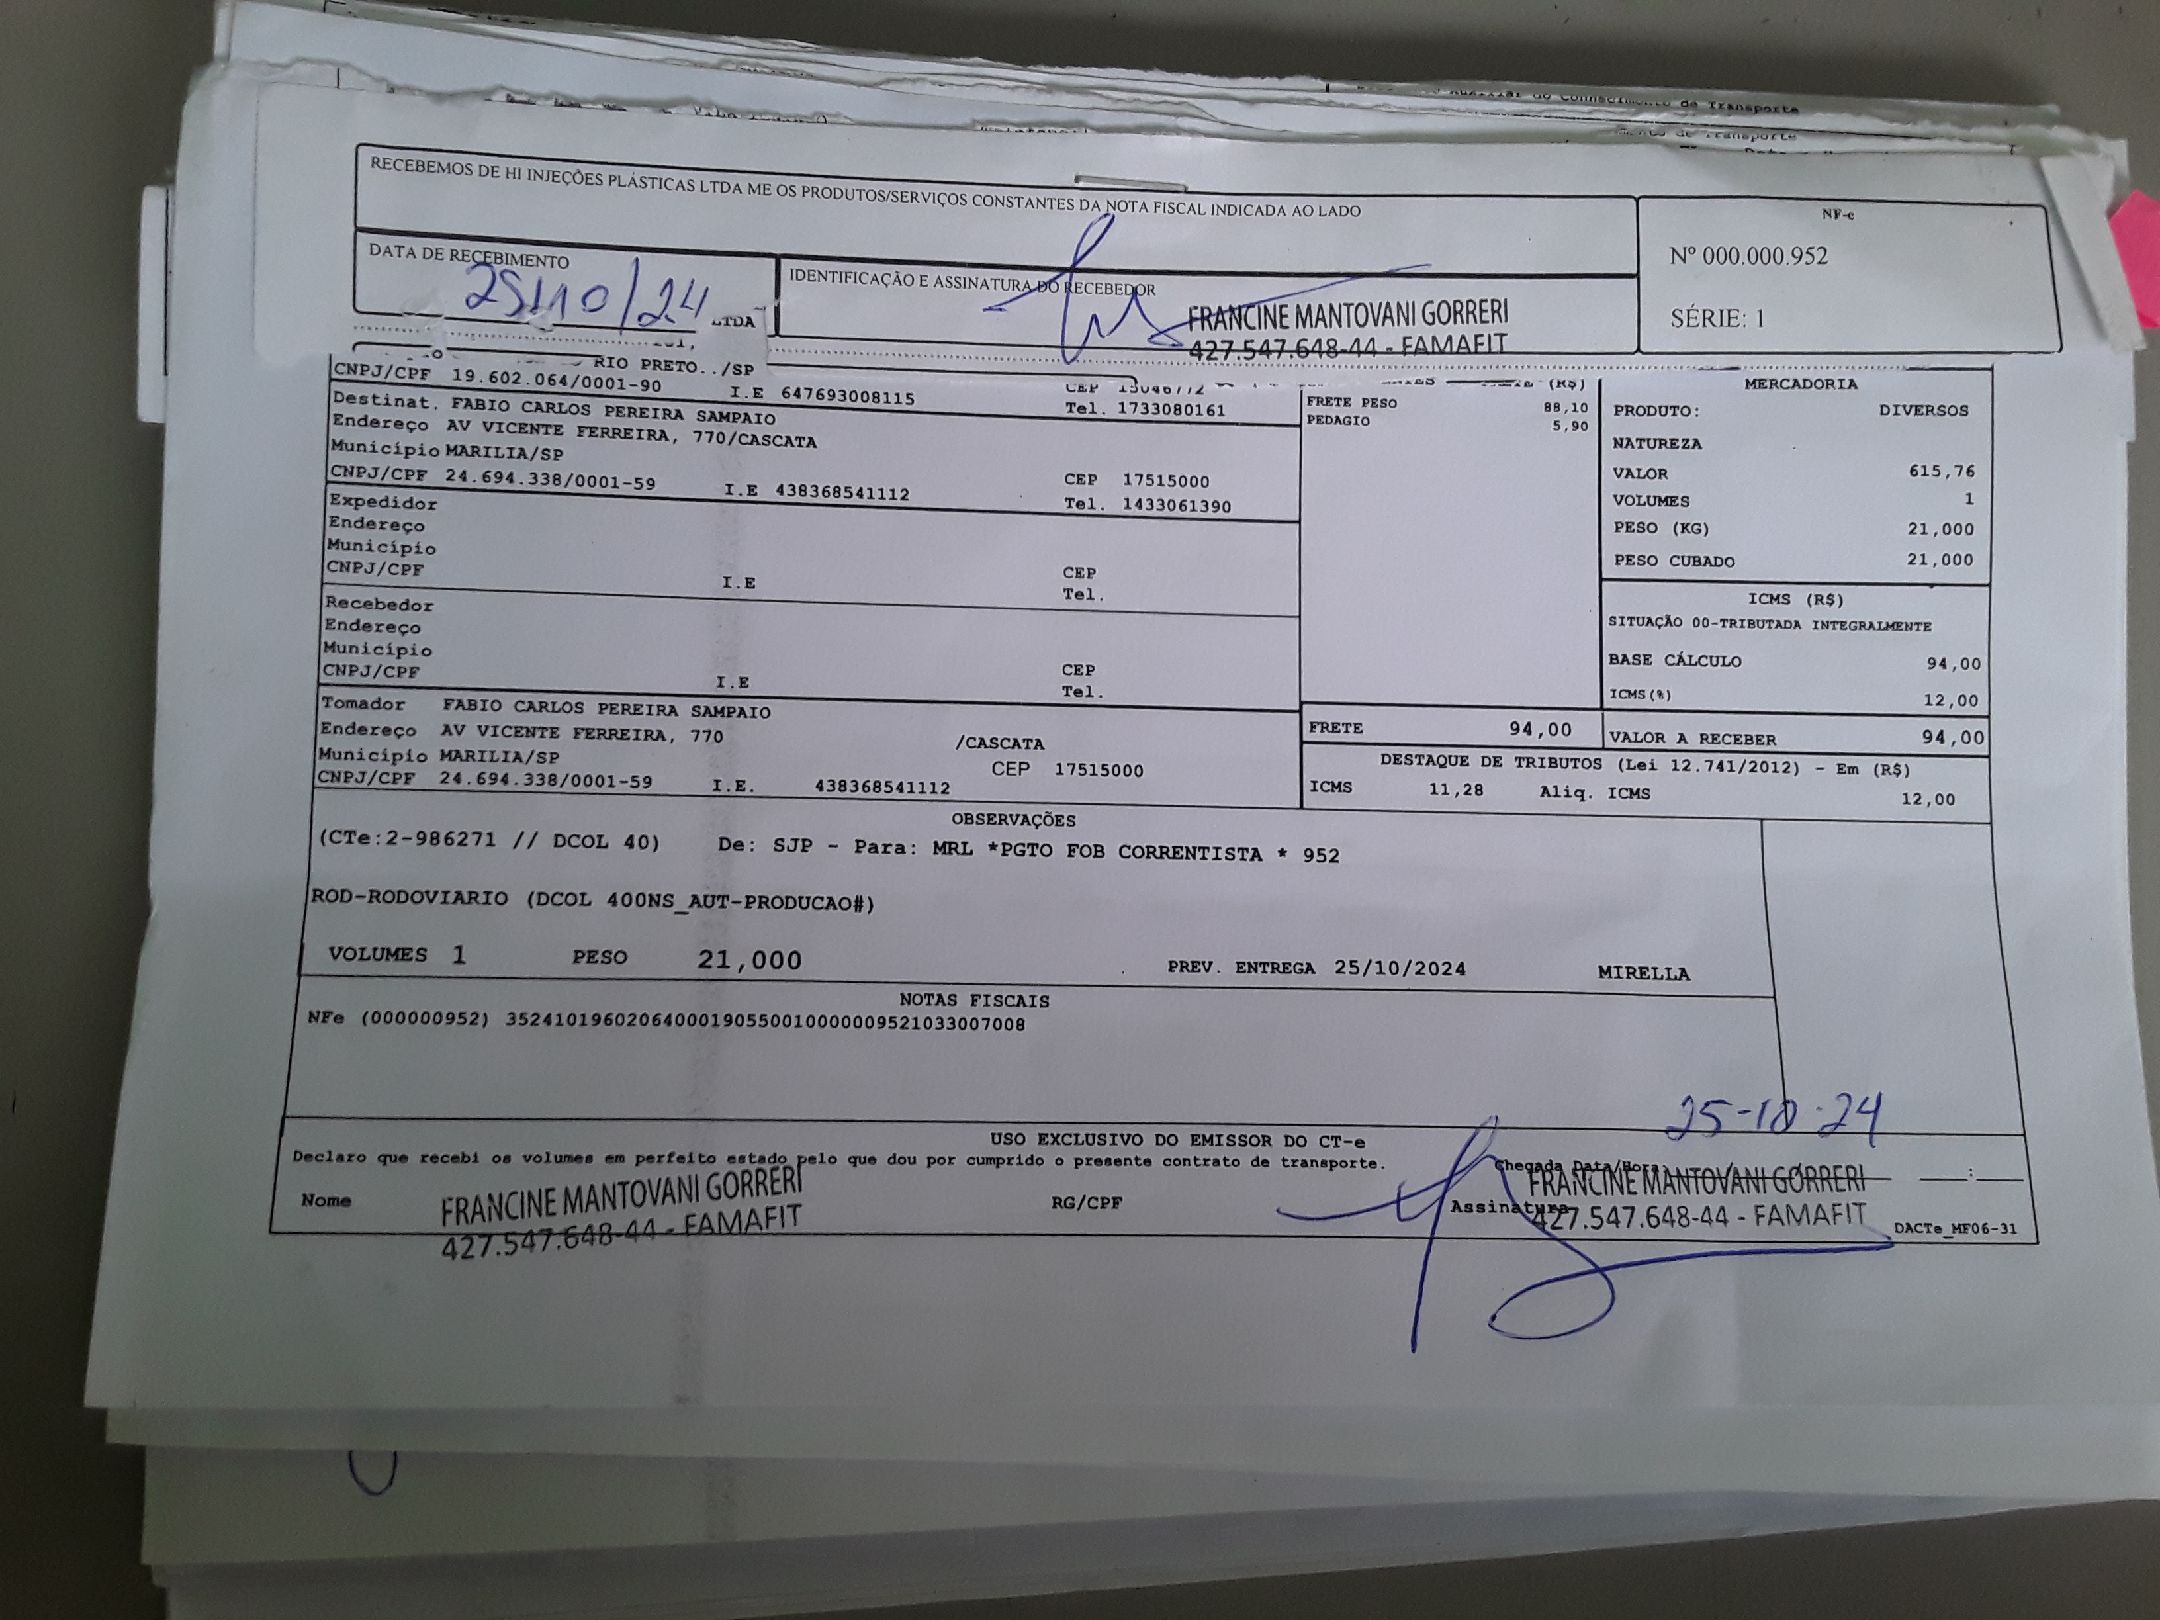 Auxiliar do Conhecimento de Transporte
de Transporte
RECEBEMOS DE HI INJEÇÕES PLÁSTICAS LTDA ME OS PRODUTOS/SERVIÇOS CONSTANTES DA NOTA FISCAL INDICADA AO LADO
NF-e
Nº 000.000.952
SÉRIE: 1
DATA DE RECEBIMENTO
25/10/24
IDENTIFICAÇÃO E ASSINATURA DO RECEBEDOR
FRANCINE MANTOVANI GORRERI
427.547.648-44 - FAMAFIT
LTDA
RIO PRETO../SP
CNPJ/CPF 19.602.064/0001-90 I.E 647693008115
Tel. 1733080161
Destinat. FABIO CARLOS PEREIRA SAMPAIO
Endereço AV VICENTE FERREIRA, 770/CASCATA
Município MARILIA/SP CEP 17515000
CNPJ/CPF 24.694.338/0001-59 I.E 438368541112 Tel. 1433061390
Expedidor
Endereço
Município CEP
CNPJ/CPF I.E Tel.
Recebedor
Endereço
Município CEP
CNPJ/CPF I.E Tel.
Tomador FABIO CARLOS PEREIRA SAMPAIO
Endereço AV VICENTE FERREIRA, 770 /CASCATA
Município MARILIA/SP CEP 17515000
CNPJ/CPF 24.694.338/0001-59 I.E. 438368541112
(R$)
FRETE PESO 88,10
PEDAGIO 5,90
MERCADORIA
PRODUTO: DIVERSOS
NATUREZA
VALOR 615,76
VOLUMES 1
PESO (KG) 21,000
PESO CUBADO 21,000
ICMS (R$)
SITUAÇÃO 00-TRIBUTADA INTEGRALMENTE
BASE CÁLCULO 94,00
ICMS(%) 12,00
FRETE 94,00 VALOR A RECEBER 94,00
DESTAQUE DE TRIBUTOS (Lei 12.741/2012) - Em (R$)
ICMS 11,28 Aliq. ICMS 12,00
OBSERVAÇÕES
(CTe:2-986271 // DCOL 40) De: SJP - Para: MRL *PGTO FOB CORRENTISTA * 952
ROD-RODOVIARIO (DCOL 400NS_AUT-PRODUCAO#)
VOLUMES 1 PESO 21,000 PREV. ENTREGA 25/10/2024 MIRELLA
NOTAS FISCAIS
NFe (000000952) 35241019602064000190550010000009521033007008
25-10-24
USO EXCLUSIVO DO EMISSOR DO CT-e
Declaro que recebi os volumes em perfeito estado pelo que dou por cumprido o presente contrato de transporte.
Chegada Data/Hora: __:__
Nome FRANCINE MANTOVANI GORRERI
427.547.648-44 - FAMAFIT
RG/CPF
Assinatura
FRANCINE MANTOVANI GORRERI
427.547.648-44 - FAMAFIT
DACTe_MF06-31